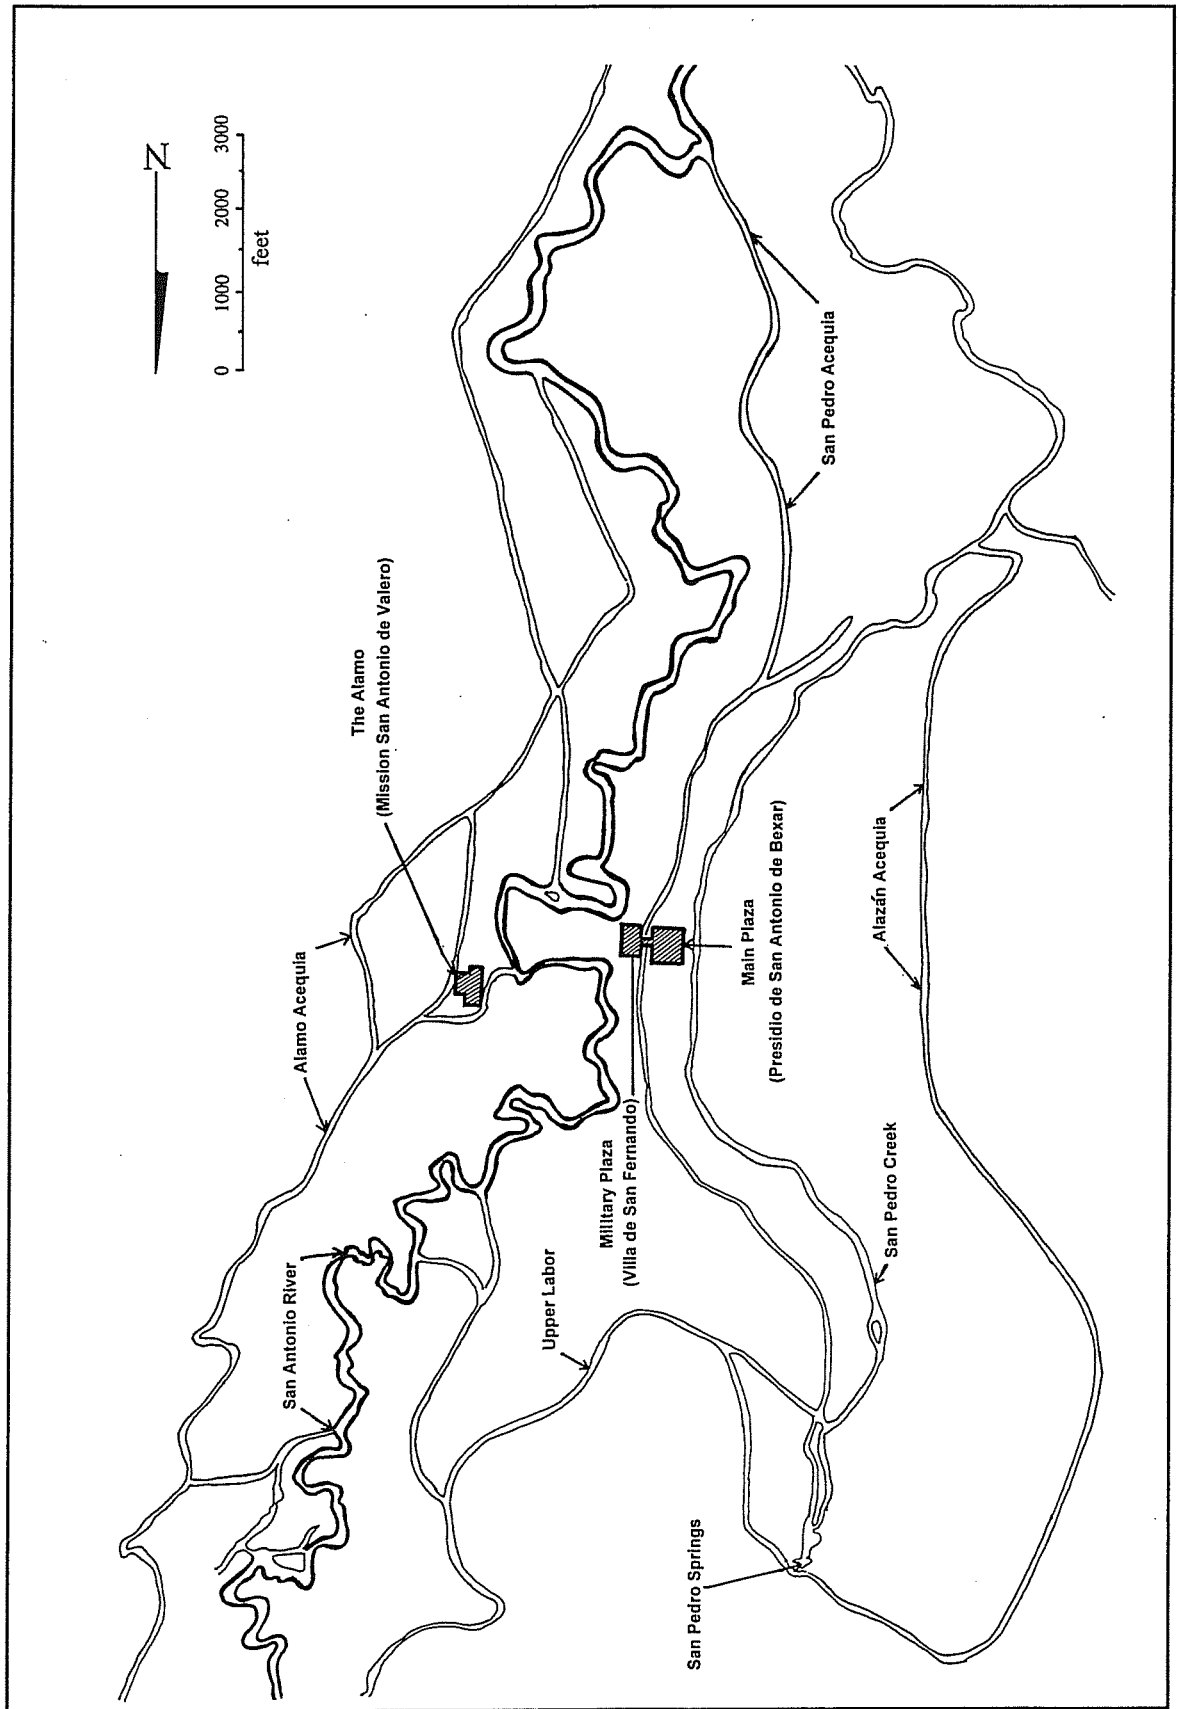 N
0 1000 2000 3000
feet
The Alamo
(Mission San Antonio de Valero)
Alamo Acequia
San Antonio River
Upper Labor
Military Plaza
(Villa de San Fernando)
Main Plaza
(Presidio de San Antonio de Bexar)
San Pedro Acequia
San Pedro Creek
Alazán Acequia
San Pedro Springs